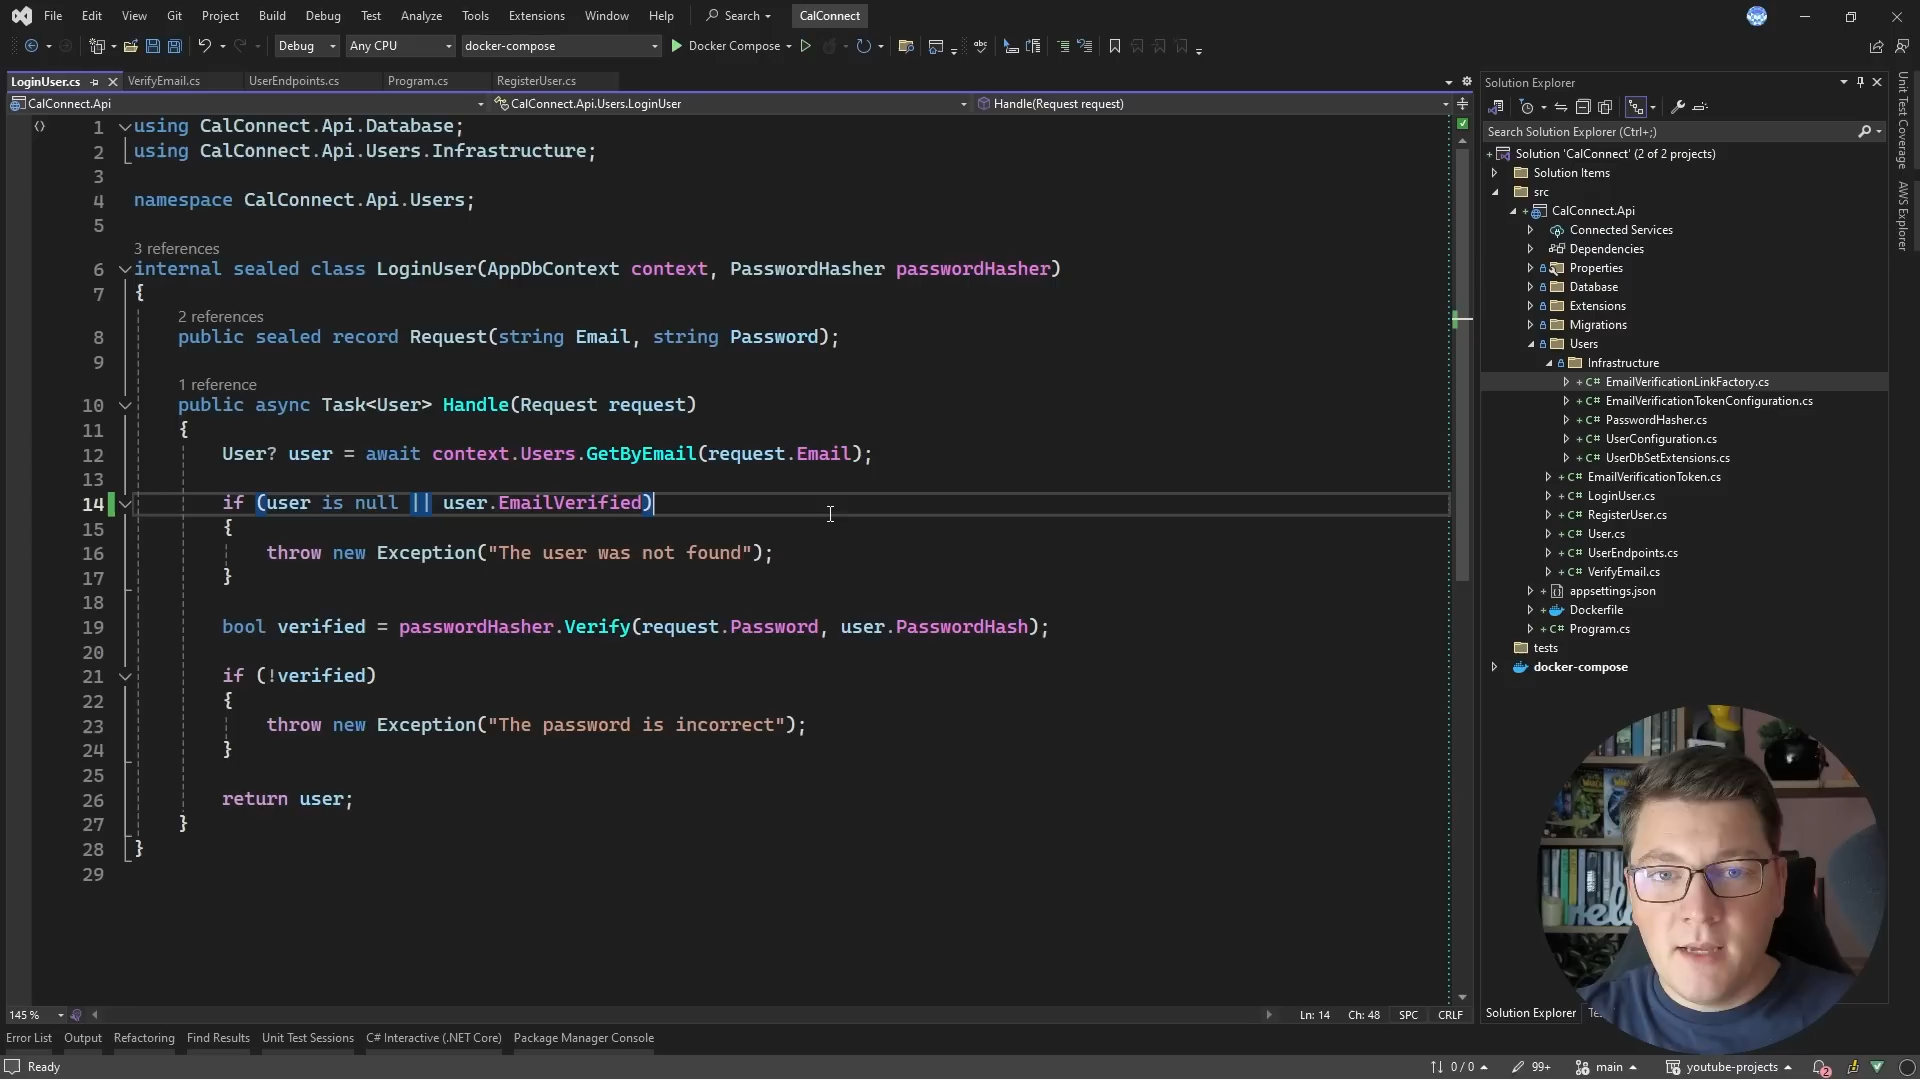 File Edit View Git Project Build Debug Test Analyze Tools Extensions Window Help Search CalConnect
Debug Any CPU docker-compose Docker Compose
LoginUser.cs VerifyEmail.cs UserEndpoints.cs Program.cs RegisterUser.cs
CalConnect.Api CalConnect.Api.Users.LoginUser Handle(Request request)
1 using CalConnect.Api.Database;
2 using CalConnect.Api.Users.Infrastructure;
3
4 namespace CalConnect.Api.Users;
5
3 references
6 internal sealed class LoginUser(AppDbContext context, PasswordHasher passwordHasher)
7 {
2 references
8 public sealed record Request(string Email, string Password);
9
1 reference
10 public async Task<User> Handle(Request request)
11 {
12 User? user = await context.Users.GetByEmail(request.Email);
13
14 if (user is null || user.EmailVerified)
15 {
16 throw new Exception("The user was not found");
17 }
18
19 bool verified = passwordHasher.Verify(request.Password, user.PasswordHash);
20
21 if (!verified)
22 {
23 throw new Exception("The password is incorrect");
24 }
25
26 return user;
27 }
28 }
29
145 % Ln: 14 Ch: 48 SPC CRLF
Error List Output Refactoring Find Results Unit Test Sessions C# Interactive (.NET Core) Package Manager Console
Ready 0 / 0 99+ main youtube-projects 2
Solution Explorer
Search Solution Explorer (Ctrl+;)
Solution 'CalConnect' (2 of 2 projects)
Solution Items
src
CalConnect.Api
Connected Services
Dependencies
Properties
Database
Extensions
Migrations
Users
Infrastructure
C# EmailVerificationLinkFactory.cs
C# EmailVerificationTokenConfiguration.cs
C# PasswordHasher.cs
C# UserConfiguration.cs
C# UserDbSetExtensions.cs
C# EmailVerificationToken.cs
C# LoginUser.cs
C# RegisterUser.cs
C# User.cs
C# UserEndpoints.cs
C# VerifyEmail.cs
appsettings.json
Dockerfile
C# Program.cs
tests
docker-compose
Solution Explorer
Unit Test Coverage
AWS Explorer